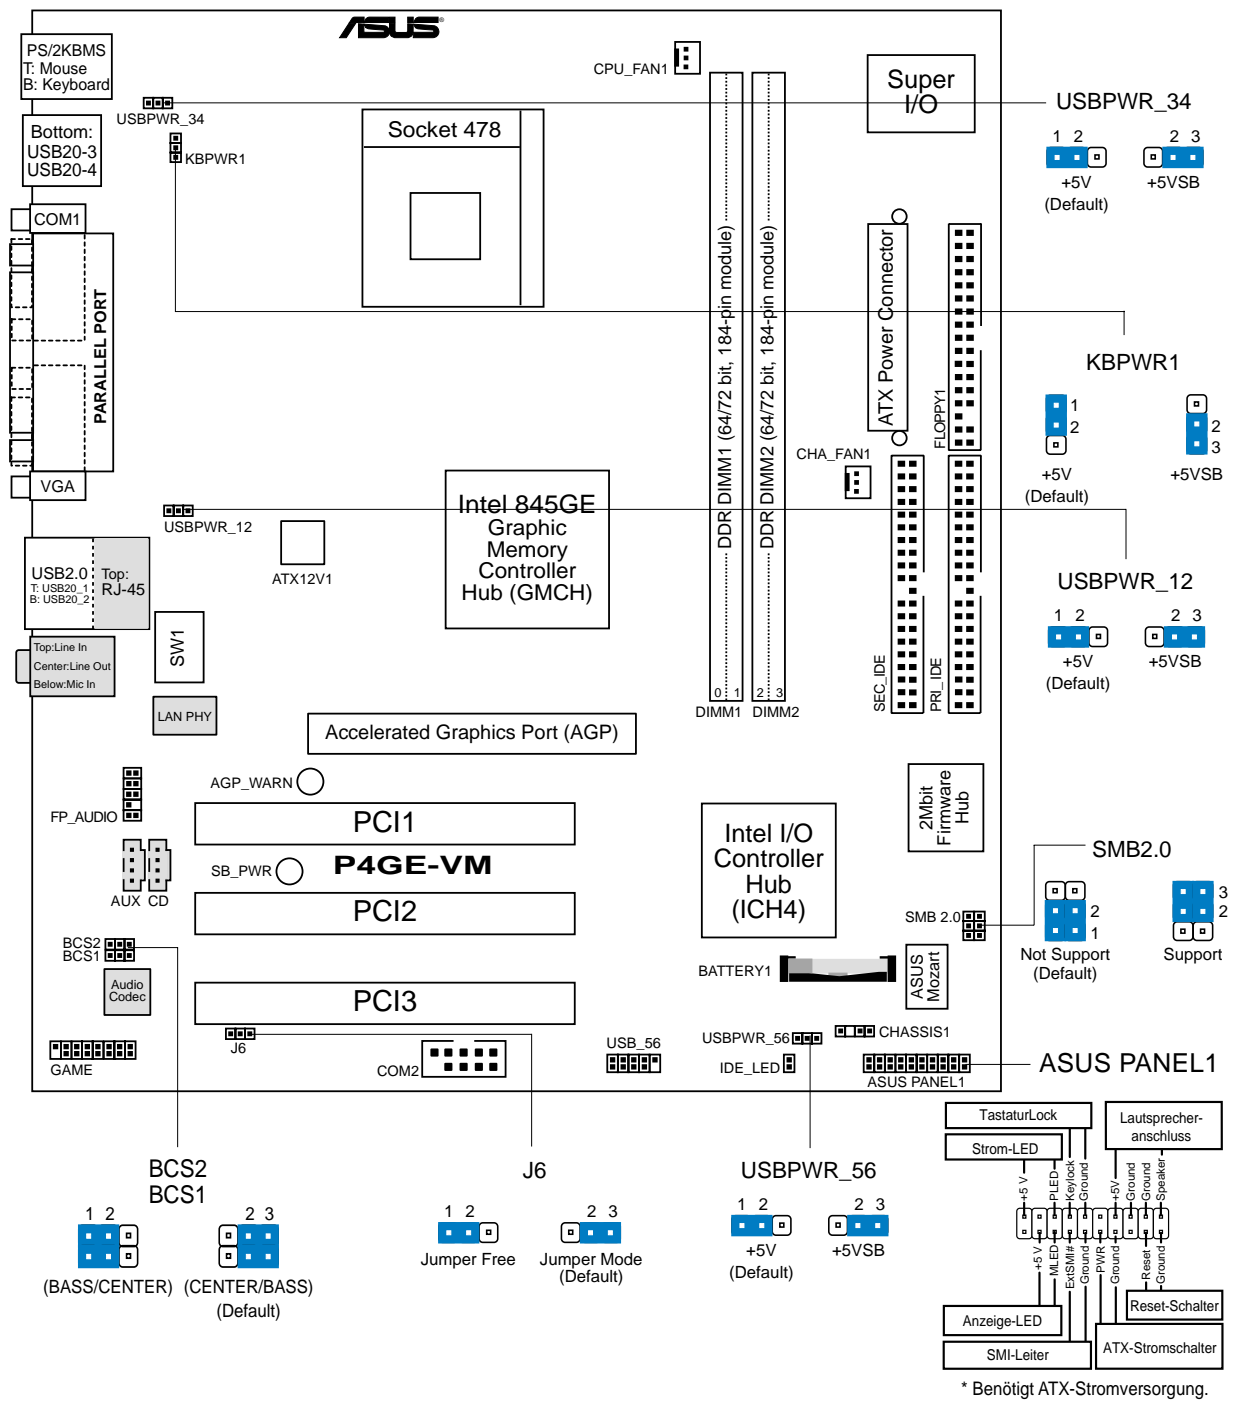 ASUS
PS/2KBMS
T: Mouse
B: Keyboard
CPU_FAN1
Super
I/O
USBPWR_34
USBPWR_34
1 2
2 3
+5V
(Default)
+5VSB
Bottom:
USB20-3
USB20-4
KBPWR1
Socket 478
COM1
PARALLEL PORT
VGA
DDR DIMM1 (64/72 bit, 184-pin module)
DDR DIMM2 (64/72 bit, 184-pin module)
ATX Power Connector
FLOPPY1
KBPWR1
1
2
2
3
+5V
(Default)
+5VSB
CHA_FAN1
USBPWR_12
ATX12V1
Intel 845GE
Graphic
Memory
Controller
Hub (GMCH)
USBPWR_12
1 2
2 3
+5V
(Default)
+5VSB
USB2.0
T: USB20_1
B: USB20_2
Top:
RJ-45
Top:Line In
Center:Line Out
Below:Mic In
SW1
LAN PHY
0 1
2 3
DIMM1
DIMM2
SEC_IDE
PRI_IDE
Accelerated Graphics Port (AGP)
AGP_WARN
FP_AUDIO
PCI1
2Mbit
Firmware
Hub
Intel I/O
Controller
Hub
(ICH4)
SB_PWR
P4GE-VM
AUX
CD
PCI2
SMB 2.0
SMB2.0
2
1
3
2
Not Support
(Default)
Support
BCS2
BCS1
BATTERY1
ASUS
Mozart
Audio
Codec
PCI3
J6
GAME
COM2
USB_56
USBPWR_56
IDE_LED
CHASSIS1
ASUS PANEL1
ASUS PANEL1
BCS2
BCS1
1 2
2 3
(BASS/CENTER)
(CENTER/BASS)
(Default)
J6
1 2
2 3
Jumper Free
Jumper Mode
(Default)
USBPWR_56
1 2
2 3
+5V
(Default)
+5VSB
TastaturLock
Lautsprecher-
anschluss
Strom-LED
+5 V
PLED
Keylock
Ground
+5V
Ground
Ground
Speaker
+5 V
MLED
ExtSMI#
Ground
PWR
Ground
Reset
Ground
Anzeige-LED
Reset-Schalter
SMI-Leiter
ATX-Stromschalter
* Benötigt ATX-Stromversorgung.